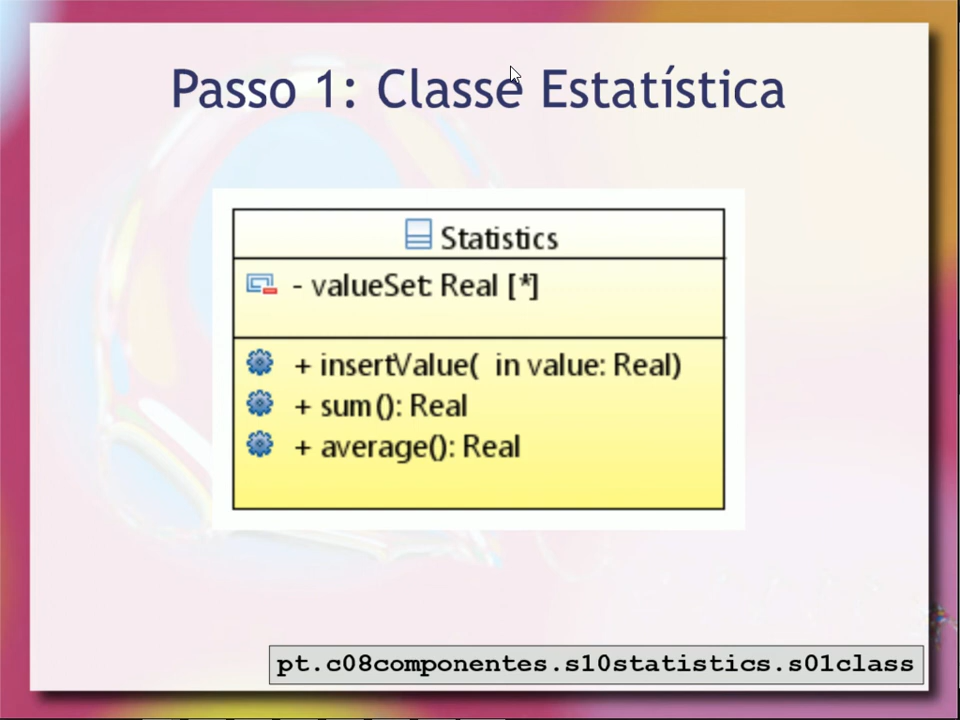 Passo 1: Classe Estatística
Statistics
- valueSet: Real [*]
+ insertValue( in value: Real)
+ sum(): Real
+ average(): Real
pt.c08componentes.s10statistics.s01class